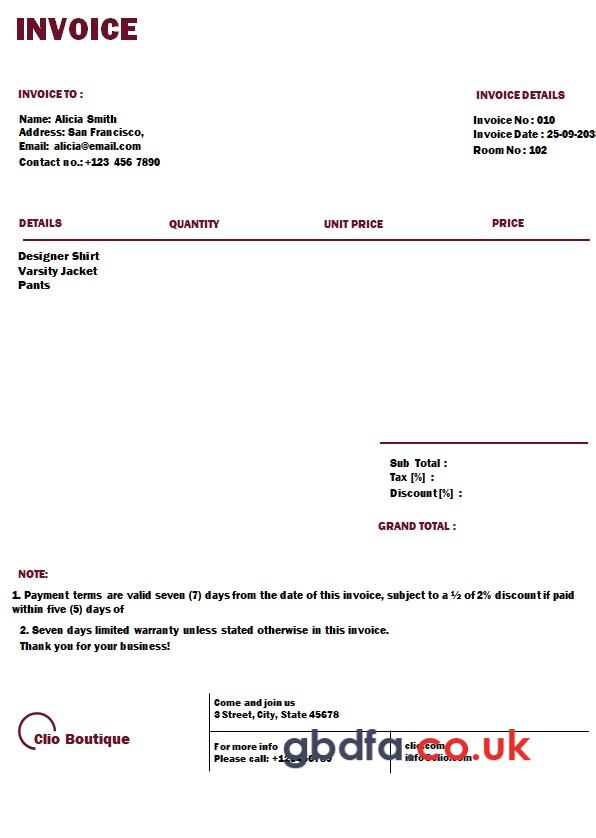 INVOICE
INVOICE TO :
INVOICE DETAILS
Name: Alicia Smith
Address: San Francisco,
Email: alicia@email.com
Contact no.: +123 456 7890
Invoice No : 010
Invoice Date : 25-09-203
Room No : 102
DETAILS QUANTITY UNIT PRICE PRICE
Designer Shirt
Varsity Jacket
Pants
Sub Total :
Tax [%] :
Discount [%] :
GRAND TOTAL :
NOTE:
1. Payment terms are valid seven (7) days from the date of this invoice, subject to a ½ of 2% discount if paid
within five (5) days of
2. Seven days limited warranty unless stated otherwise in this invoice.
Thank you for your business!
Clio Boutique
Come and join us
3 Street, City, State 45678
For more info
Please call:
clio.com
info@clio.com
gbdfa.co.uk